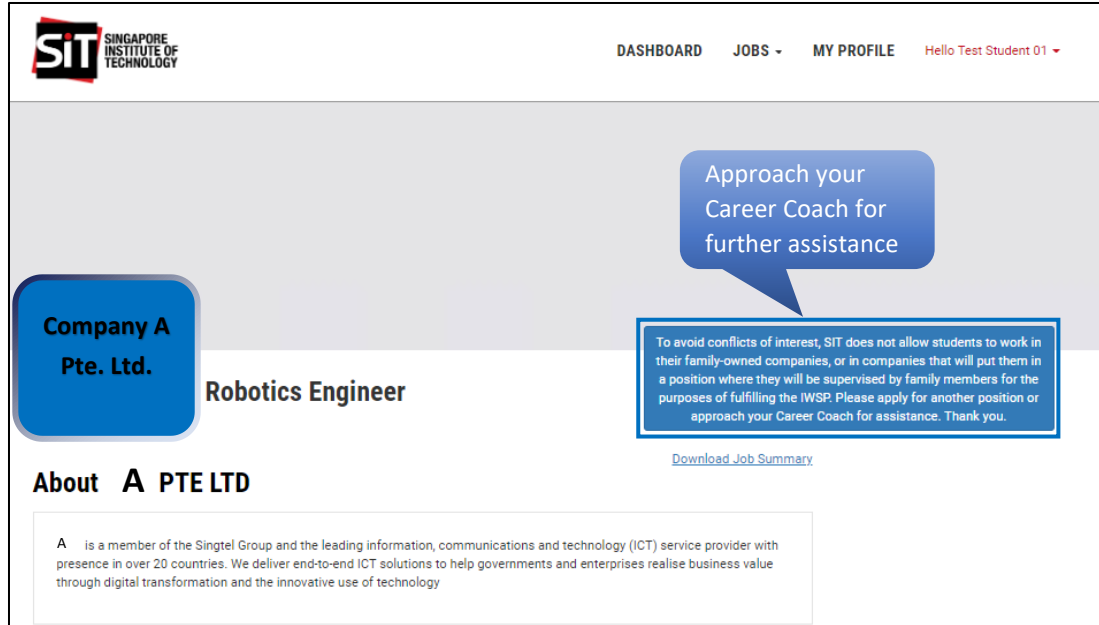 SiT
SINGAPORE
INSTITUTE OF
TECHNOLOGY
DASHBOARD JOBS MY PROFILE Hello Test Student 01
Approach your
Career Coach for
further assistance
Company A
Pte. Ltd.
To avoid conflicts of interest, SIT does not allow students to work in
their family-owned companies, or in companies that will put them in
a position where they will be supervised by family members for the
purposes of fulfilling the IWSP. Please apply for another position or
approach your Career Coach for assistance. Thank you.
Robotics Engineer
Download Job Summary
About A PTE LTD
A is a member of the Singtel Group and the leading information, communications and technology (ICT) service provider with
presence in over 20 countries. We deliver end-to-end ICT solutions to help governments and enterprises realise business value
through digital transformation and the innovative use of technology